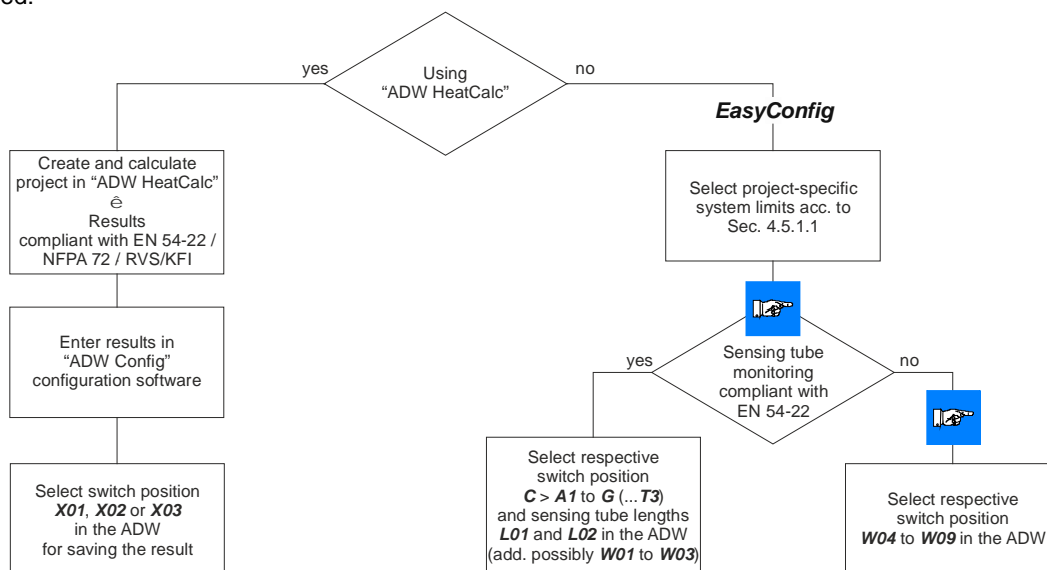 ed.
Using
“ADW HeatCalc”
yes
no
EasyConfig
Create and calculate
project in “ADW HeatCalc”
ê
Results
compliant with EN 54-22 /
NFPA 72 / RVS/KFI
Enter results in
“ADW Config”
configuration software
Select switch position
X01, X02 or X03
in the ADW
for saving the result
Select project-specific
system limits acc. to
Sec. 4.5.1.1
Sensing tube
monitoring
compliant with
EN 54-22
yes
no
Select respective
switch position
C > A1 to G (...T3)
and sensing tube lengths
L01 and L02 in the ADW
(add. possibly W01 to W03)
Select respective
switch position
W04 to W09 in the ADW